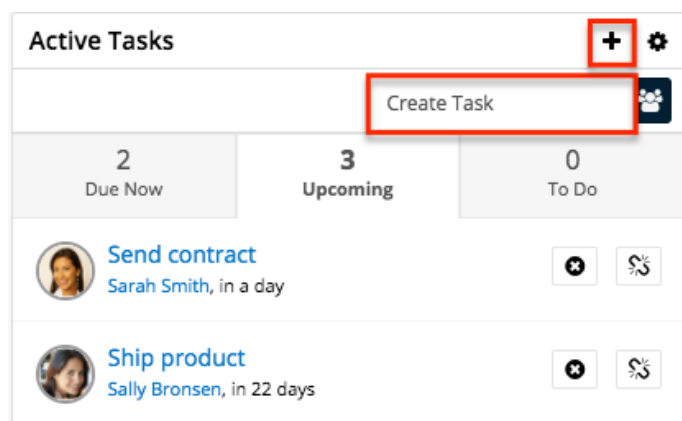 Active Tasks
Create Task
2
Due Now
3
Upcoming
0
To Do
Send contract
Sarah Smith, in a day
Ship product
Sally Bronsen, in 22 days